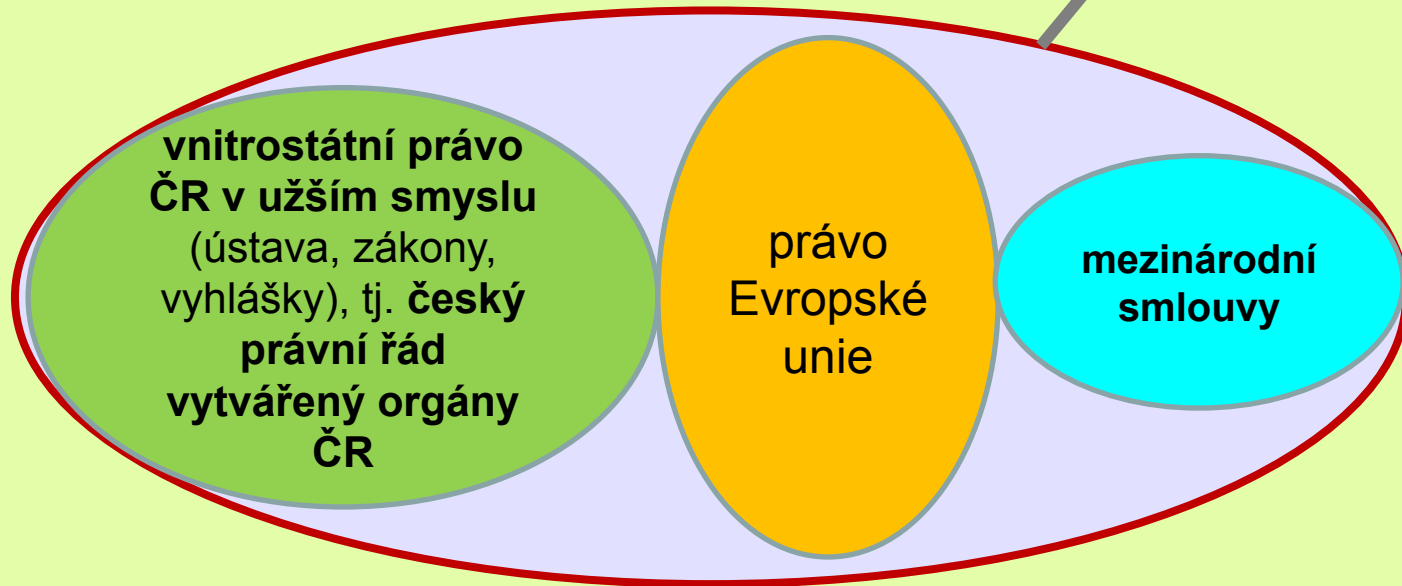 vnitrostátní právo
ČR v užším smyslu
(ústava, zákony,
vyhlášky), tj. český
právní řád
vytvářený orgány
ČR
právo
Evropské
unie
mezinárodní
smlouvy